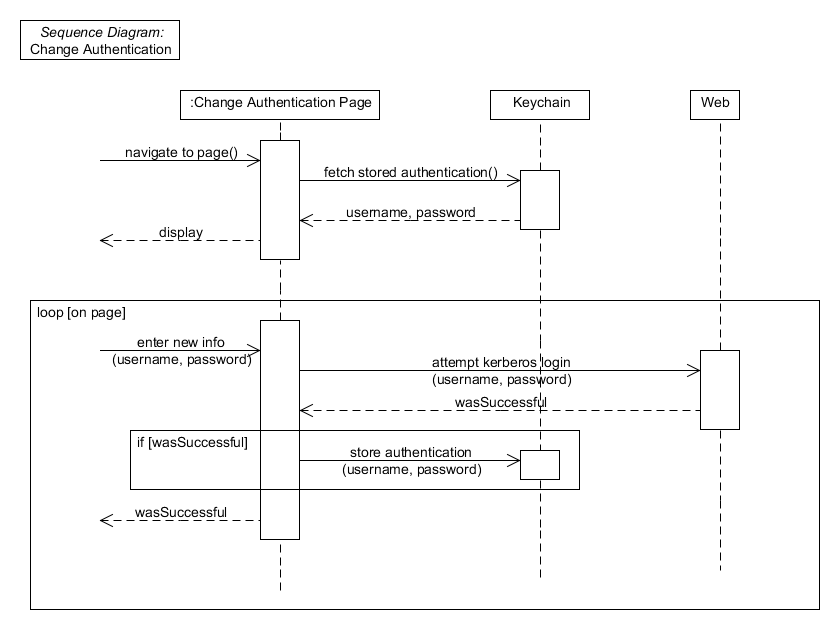 Sequence Diagram:
Change Authentication
:Change Authentication Page
Keychain
Web
navigate to page()
fetch stored authentication()
username, password
display
loop [on page]
enter new info
(username, password)
attempt kerberos login
(username, password)
wasSuccessful
if [wasSuccessful]
store authentication
(username, password)
wasSuccessful